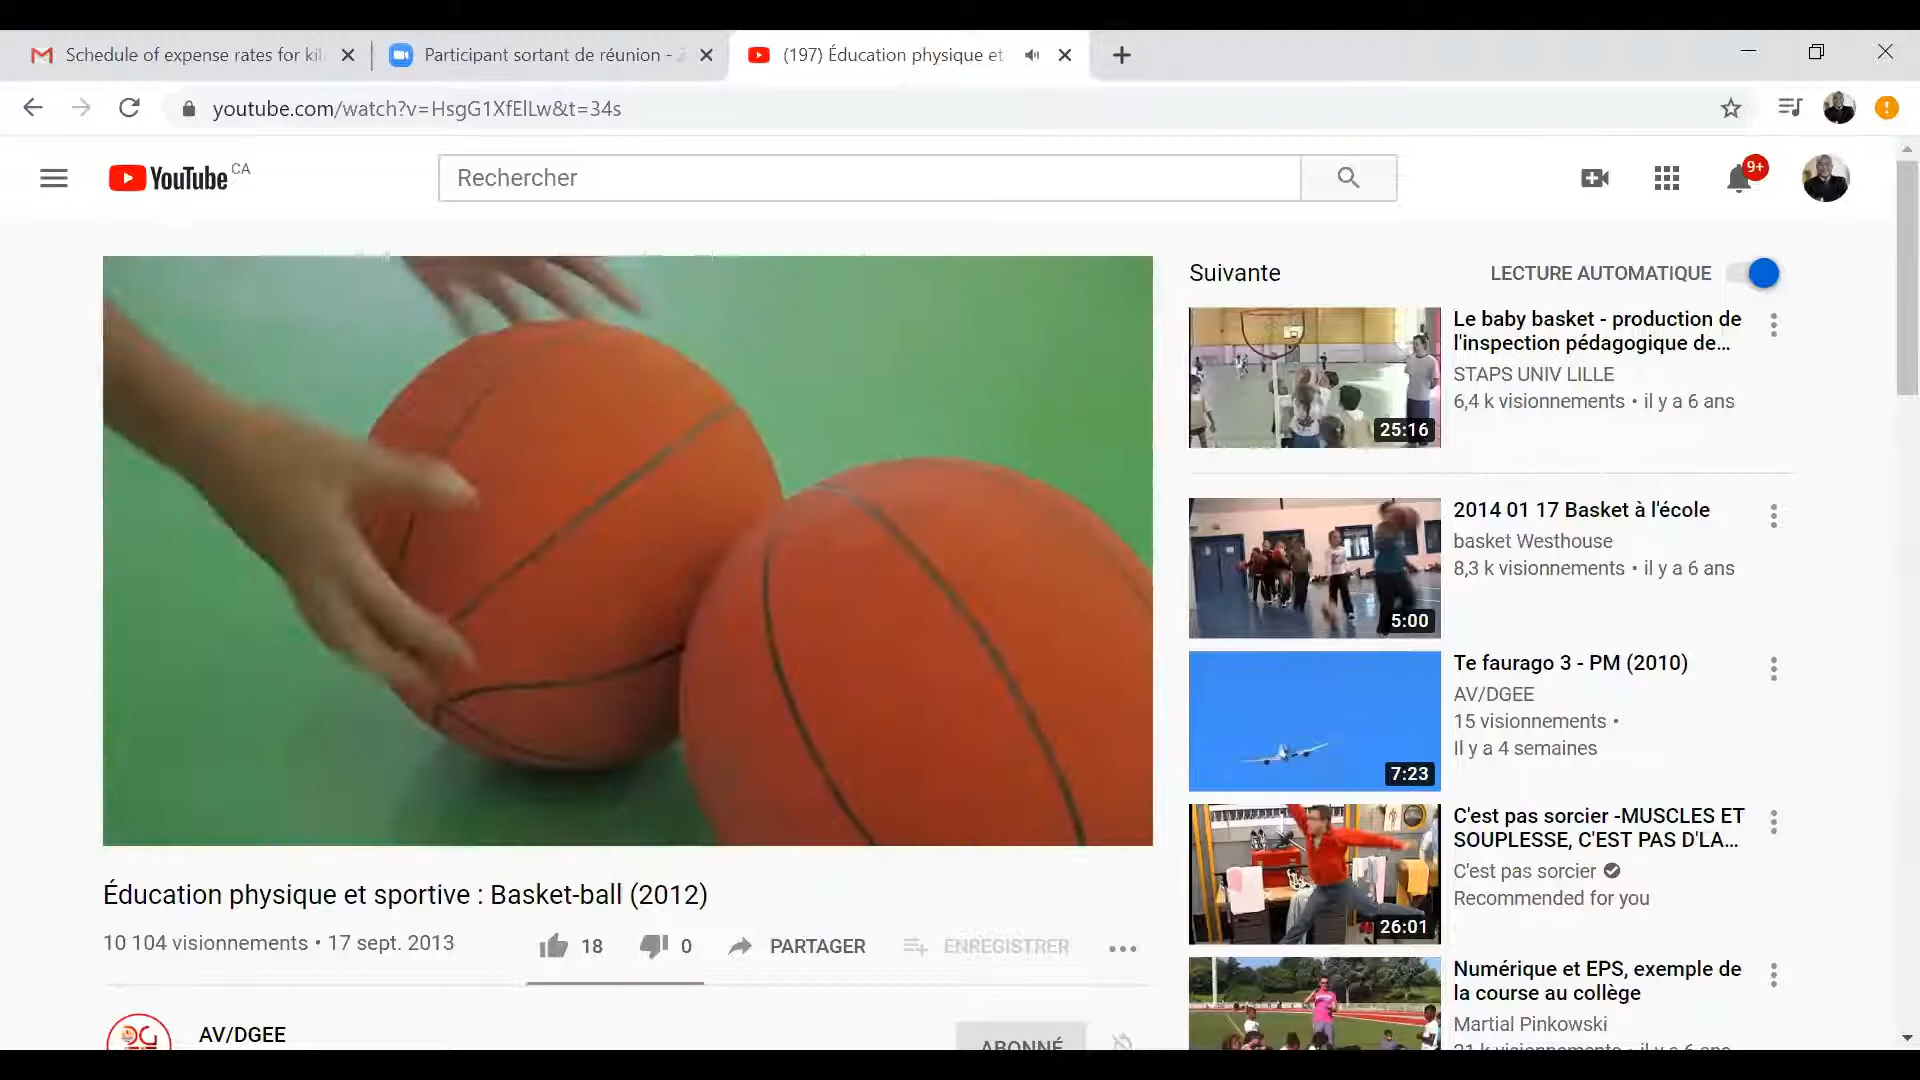 Schedule of expense rates for kil
Participant sortant de réunion -
(197) Éducation physique et
youtube.com/watch?v=HsgG1XfElLw&t=34s
YouTube CA
Rechercher
9+
Suivante
LECTURE AUTOMATIQUE
Le baby basket - production de
l'inspection pédagogique de...
STAPS UNIV LILLE
6,4 k visionnements • il y a 6 ans
25:16
2014 01 17 Basket à l'école
basket Westhouse
8,3 k visionnements • il y a 6 ans
5:00
Te faurago 3 - PM (2010)
AV/DGEE
15 visionnements •
Il y a 4 semaines
7:23
C'est pas sorcier -MUSCLES ET
SOUPLESSE, C'EST PAS D'LA...
C'est pas sorcier
Recommended for you
26:01
Numérique et EPS, exemple de
la course au collège
Martial Pinkowski
21 k visionnements • il y a 6 ans
Éducation physique et sportive : Basket-ball (2012)
10 104 visionnements • 17 sept. 2013
18
0
PARTAGER
ENREGISTRER
AV/DGEE
ABONNÉ